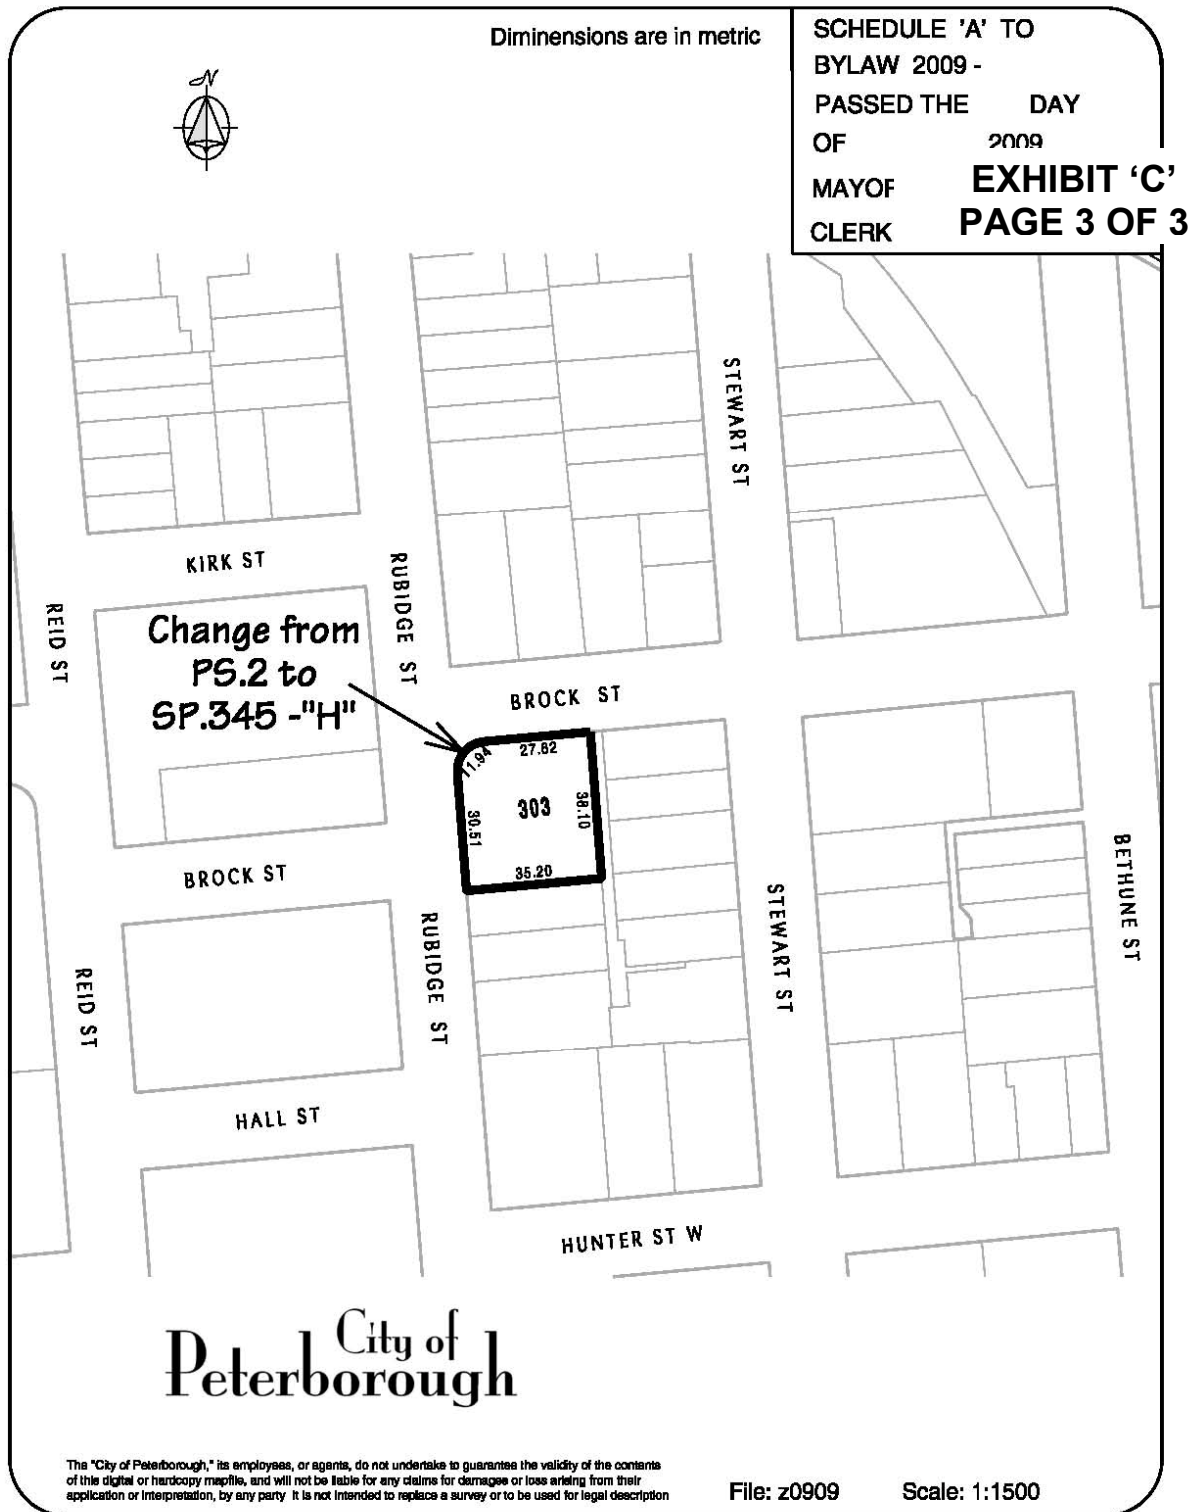 Diminensions are in metric
SCHEDULE 'A' TO
BYLAW 2009 -
PASSED THE DAY
OF 2009
MAYOR
CLERK
EXHIBIT ‘C’
PAGE 3 OF 3
N
STEWART ST
KIRK ST
RUBIDGE ST
REID ST
Change from
PS.2 to
SP.345 -"H"
BROCK ST
11.94
27.62
303
38.10
30.51
35.20
BROCK ST
BETHUNE ST
STEWART ST
RUBIDGE ST
REID ST
HALL ST
HUNTER ST W
City of
Peterborough
The "City of Peterborough," its employees, or agents, do not undertake to guarantee the validity of the contents
of this digital or hardcopy mapfile, and will not be liable for any claims for damages or loss arising from their
application or interpretation, by any party It is not intended to replace a survey or to be used for legal description
File: z0909
Scale: 1:1500